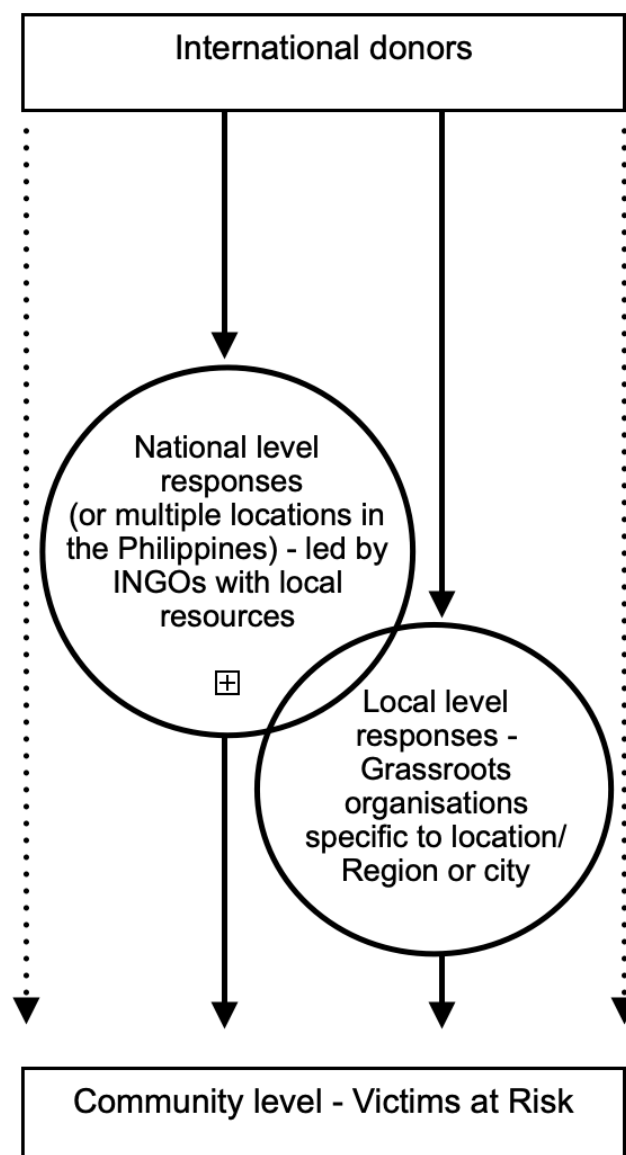 International donors
National level
responses
(or multiple locations in
the Philippines) - led by
INGOs with local
resources
Local level
responses -
Grassroots
organisations
specific to location/
Region or city
Community level - Victims at Risk